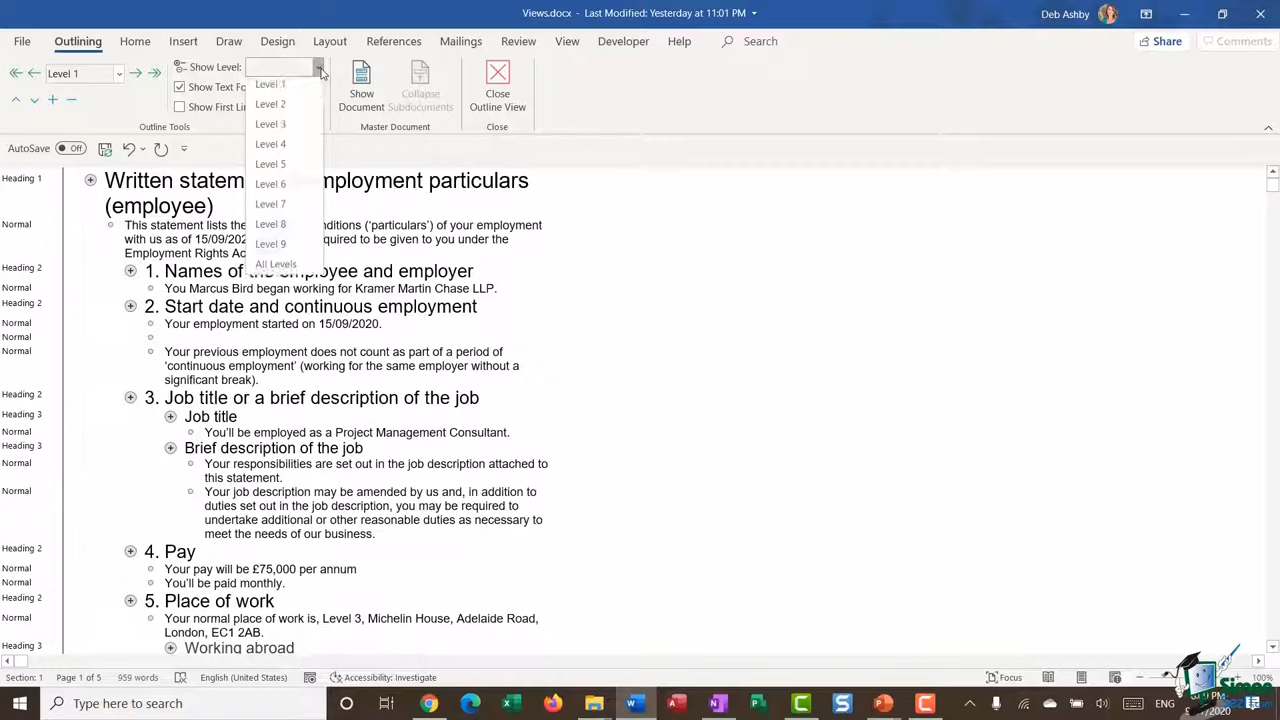 Views.docx - Last Modified: Yesterday at 11:01 PM
Deb Ashby
File Outlining Home Insert Draw Design Layout References Mailings Review View Developer Help Search Share Comments
Level 1
Show Level:
Show Text Fo
Show First Lin
Outline Tools
Level 1
Level 2
Level 3
Level 4
Level 5
Level 6
Level 7
Level 8
Level 9
All Levels
Show Document
Collapse Subdocuments
Master Document
Close Outline View
Close
AutoSave Off
Heading 1 Written statem mployment particulars
(employee)
Normal This statement lists the nditions (‘particulars’) of your employment
with us as of 15/09/202 quired to be given to you under the
Employment Rights Ac
Heading 2 1. Names of the employee and employer
Normal You Marcus Bird began working for Kramer Martin Chase LLP.
Heading 2 2. Start date and continuous employment
Normal Your employment started on 15/09/2020.
Normal
Normal Your previous employment does not count as part of a period of
‘continuous employment’ (working for the same employer without a
significant break).
Heading 2 3. Job title or a brief description of the job
Heading 3 Job title
Normal You’ll be employed as a Project Management Consultant.
Heading 3 Brief description of the job
Normal Your responsibilities are set out in the job description attached to
this statement.
Normal Your job description may be amended by us and, in addition to
duties set out in the job description, you may be required to
undertake additional or other reasonable duties as necessary to
meet the needs of our business.
Heading 2 4. Pay
Normal Your pay will be £75,000 per annum
Normal You’ll be paid monthly.
Heading 2 5. Place of work
Normal Your normal place of work is, Level 3, Michelin House, Adelaide Road,
London, EC1 2AB.
Heading 3 Working abroad
Section: 1 Page 1 of 5 959 words English (United States) Accessibility: Investigate Focus 100%
Type here to search